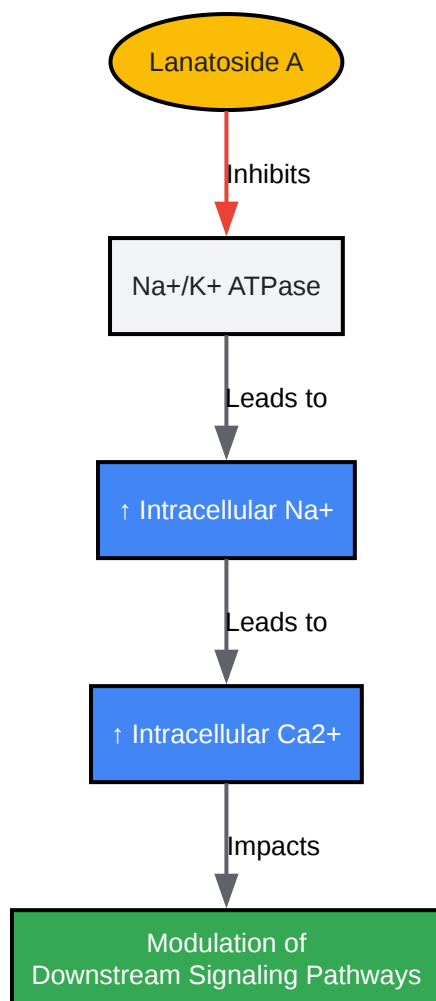 Lanatoside A
Inhibits
Na+/K+ ATPase
Leads to
↑ Intracellular Na+
Leads to
↑ Intracellular Ca2+
Impacts
Modulation of
Downstream Signaling Pathways